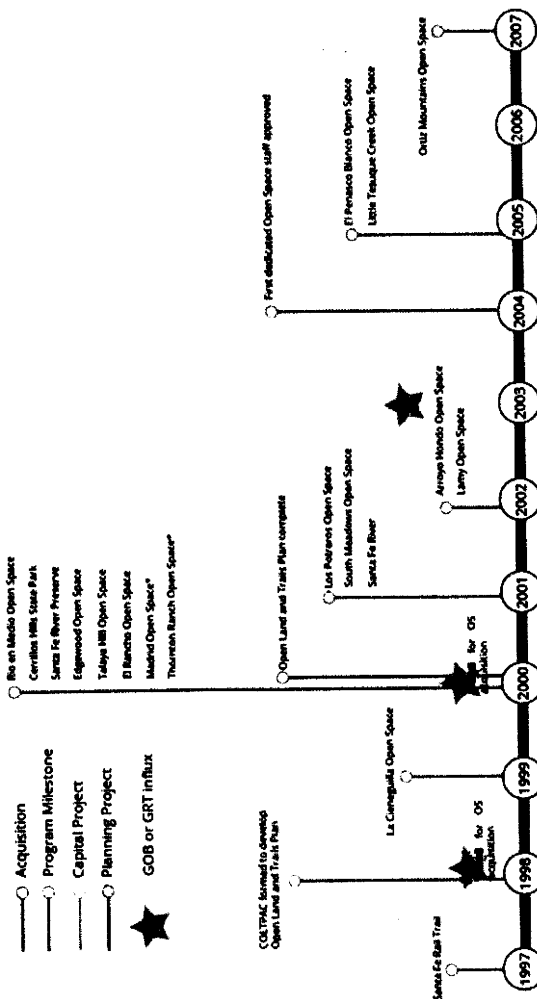 Acquisition
Program Milestone
Capital Project
Planning Project
GOB or GRT influx
Santa Fe Rail Trail
COLTPAC formed to develop
Open Land and Trails Plan
for OS
acquisition
La Cieneguilla Open Space
Rio en Medio Open Space
Cerrillos Hills State Park
Santa Fe River Preserve
Edgewood Open Space
Talaya Hill Open Space
El Rancho Open Space
Madrid Open Space*
Thornton Ranch Open Space*
Open Land and Trails Plan complete
for OS
acquisition
Los Potreros Open Space
South Meadows Open Space
Santa Fe River
Arroyo Hondo Open Space
Lamy Open Space
First dedicated Open Space staff approved
El Penasco Blanco Open Space
Little Tesuque Creek Open Space
Ortiz Mountains Open Space
1997
1998
1999
2000
2001
2002
2003
2004
2005
2006
2007